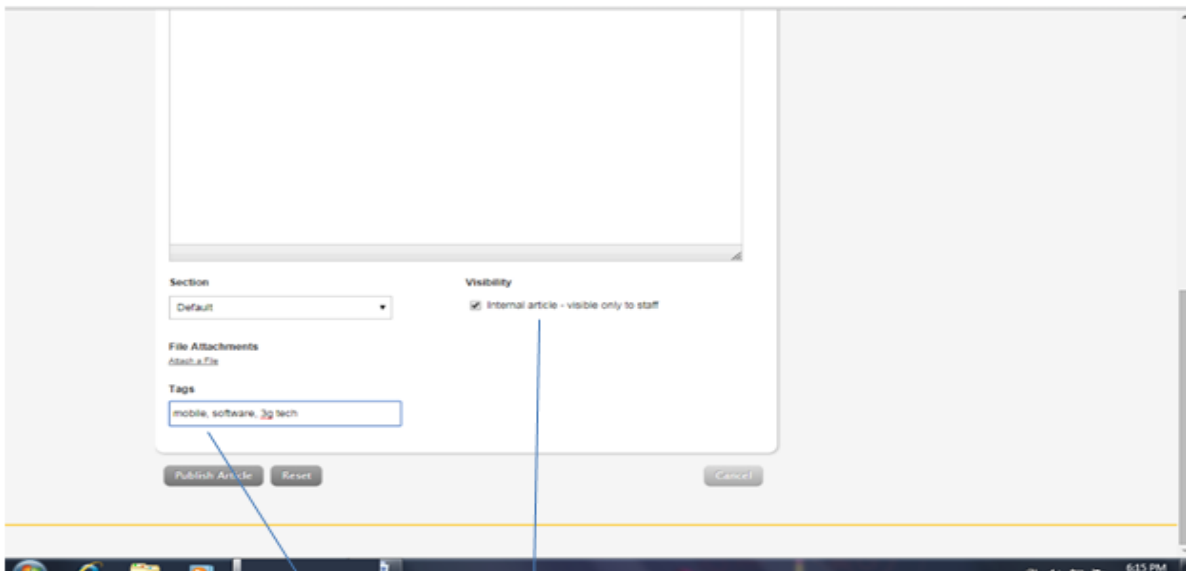 Section
Visibility
Default
Internal article - visible only to staff
File Attachments
Attach a File
Tags
mobile, software, 3g tech
Publish Article
Reset
Cancel
6:15 PM